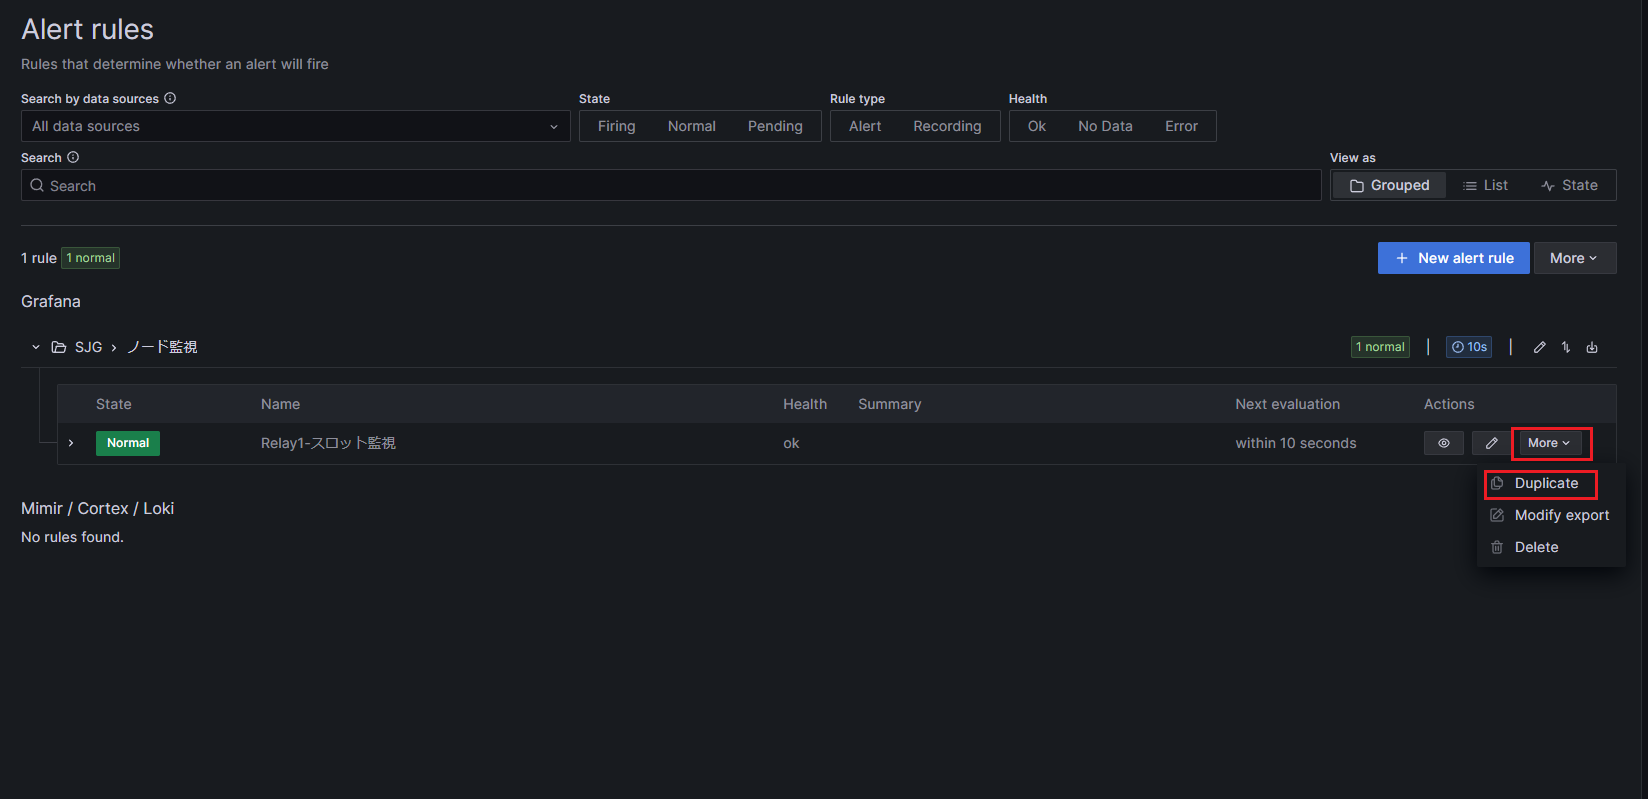 Alert rules
Rules that determine whether an alert will fire
Search by data sources
State
Rule type
Health
All data sources
Firing Normal Pending
Alert Recording
Ok No Data Error
Search
View as
Search
Grouped List State
1 rule 1 normal
+ New alert rule
More
Grafana
SJG > ノード監視
1 normal | 10s |
State Name Health Summary Next evaluation Actions
Normal Relay1-スロット監視 ok within 10 seconds More
Duplicate
Modify export
Delete
Mimir / Cortex / Loki
No rules found.